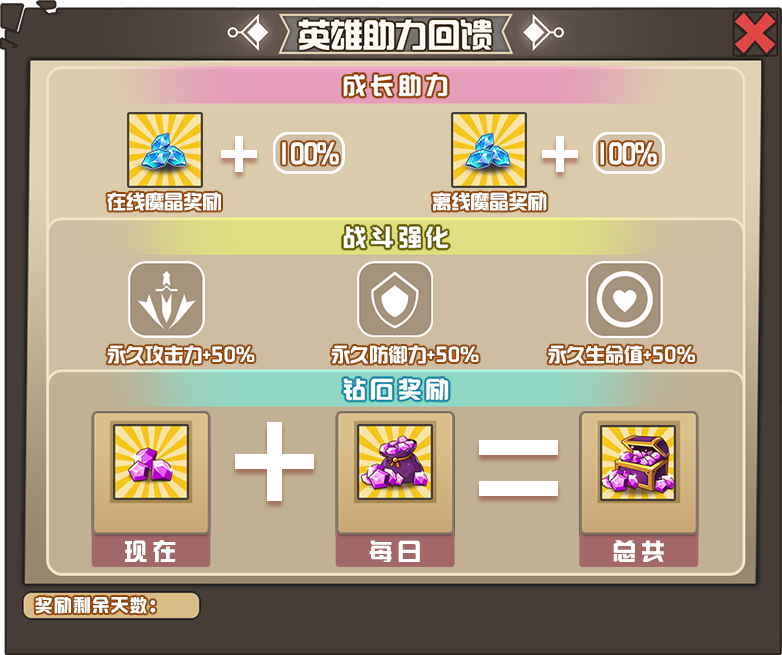 英雄助力回馈
成长助力
100% 100%
在线魔晶奖励 离线魔晶奖励
战斗强化
永久攻击力+50% 永久防御力+50% 永久生命值+50%
钻石奖励
现在 每日 总共
奖励剩余天数: